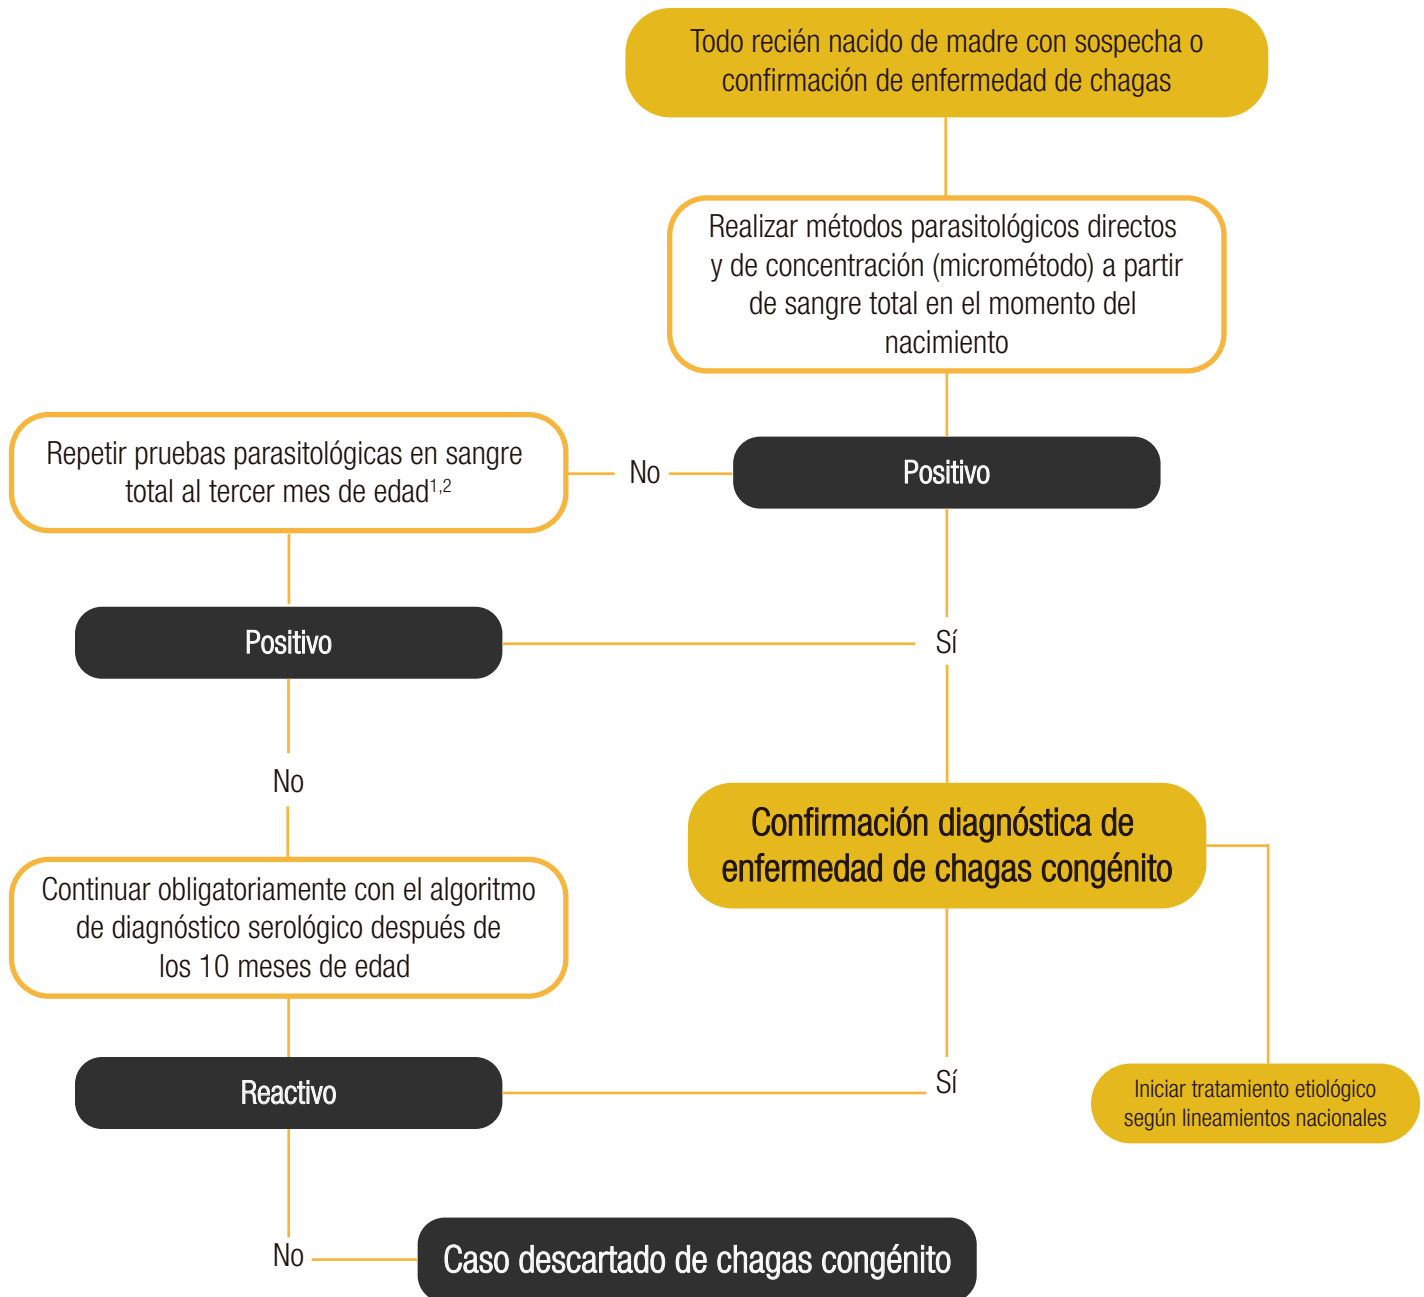 Todo recién nacido de madre con sospecha o
confirmación de enfermedad de chagas
Realizar métodos parasitológicos directos
y de concentración (micrométodo) a partir
de sangre total en el momento del
nacimiento
Repetir pruebas parasitológicas en sangre
total al tercer mes de edad1,2
No
Positivo
Positivo
Sí
No
Confirmación diagnóstica de
enfermedad de chagas congénito
Continuar obligatoriamente con el algoritmo
de diagnóstico serológico después de
los 10 meses de edad
Reactivo
Sí
Iniciar tratamiento etiológico
según lineamientos nacionales
No
Caso descartado de chagas congénito